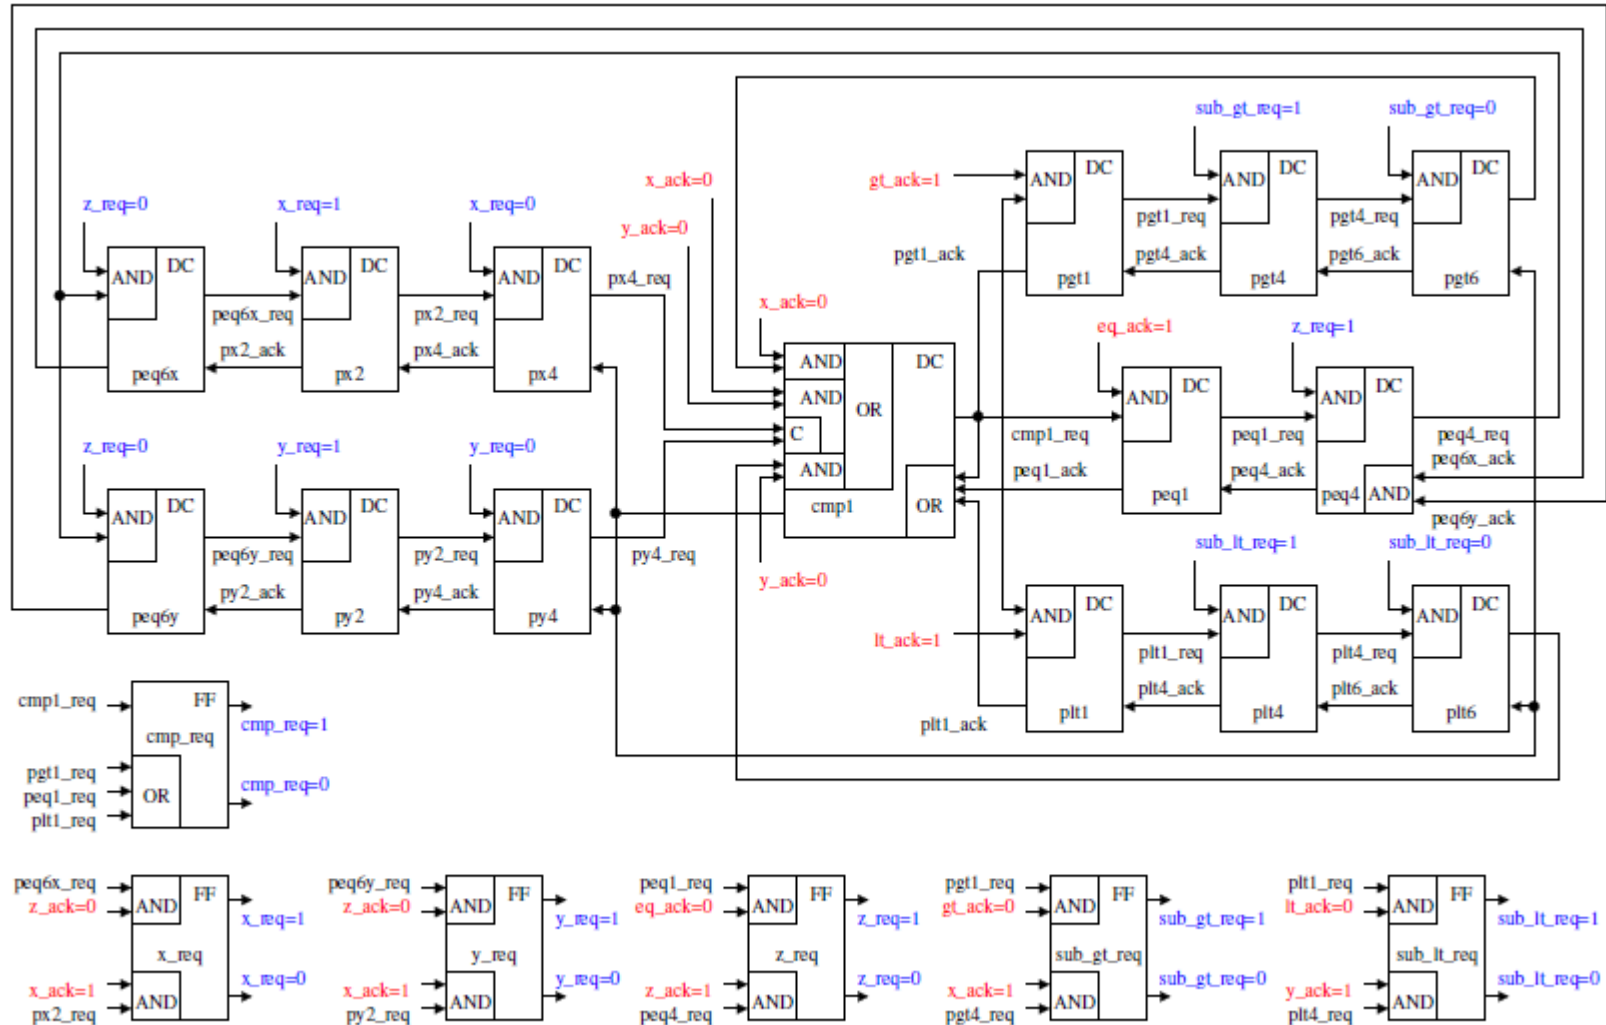 sub_gt_req=1
sub_gt_req=0
AND
DC
AND
DC
AND
DC
x_ack=0
gt_ack=1
z_req=0
x_req=1
x_req=0
y_ack=0
pgt1_req
pgt4_req
pgt1_ack
pgt4_ack
pgt6_ack
AND
DC
AND
DC
AND
DC
px4_req
pgt1
pgt4
pgt6
x_ack=0
peq6x_req
px2_req
eq_ack=1
z_req=1
px2_ack
px4_ack
AND
DC
peq6x
px2
px4
AND
DC
AND
DC
AND
OR
C
cmp1_req
peq1_req
peq4_req
z_req=0
y_req=1
y_req=0
peq1_ack
peq4_ack
peq6x_ack
AND
peq1
peq4
AND
cmp1
OR
peq6y_ack
AND
DC
AND
DC
AND
DC
peq6y_req
py2_req
py4_req
sub_lt_req=1
sub_lt_req=0
y_ack=0
py2_ack
py4_ack
peq6y
py2
py4
AND
DC
AND
DC
AND
DC
lt_ack=1
plt1_req
plt4_req
plt4_ack
plt6_ack
plt1_ack
plt1
plt4
plt6
cmp1_req
FF
cmp_req=1
cmp_req
pgt1_req
peq1_req
plt1_req
OR
cmp_req=0
peq6x_req
z_ack=0
AND
FF
x_req=1
x_req
x_ack=1
px2_req
AND
x_req=0
peq6y_req
z_ack=0
AND
FF
y_req=1
y_req
x_ack=1
py2_req
AND
y_req=0
peq1_req
eq_ack=0
AND
FF
z_req=1
z_req
z_ack=1
peq4_req
AND
z_req=0
pgt1_req
gt_ack=0
AND
FF
sub_gt_req=1
sub_gt_req
x_ack=1
pgt4_req
AND
sub_gt_req=0
plt1_req
lt_ack=0
AND
FF
sub_lt_req=1
sub_lt_req
y_ack=1
plt4_req
AND
sub_lt_req=0